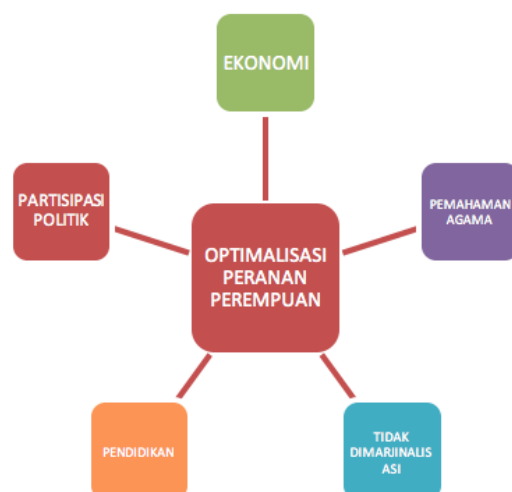 EKONOMI
PARTISIPASI
POLITIK
PEMAHAMAN
AGAMA
OPTIMALISASI
PERANAN
PEREMPUAN
PENDIDIKAN
TIDAK
DIMARJINALIS
ASI